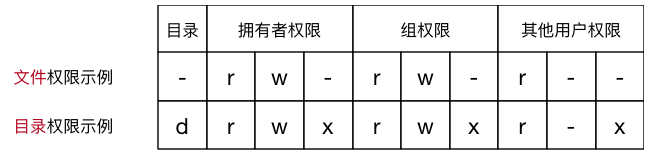 目录 拥有者权限 组权限 其他用户权限
文件权限示例 - r w - r w - r - -
目录权限示例 d r w x r w x r - x